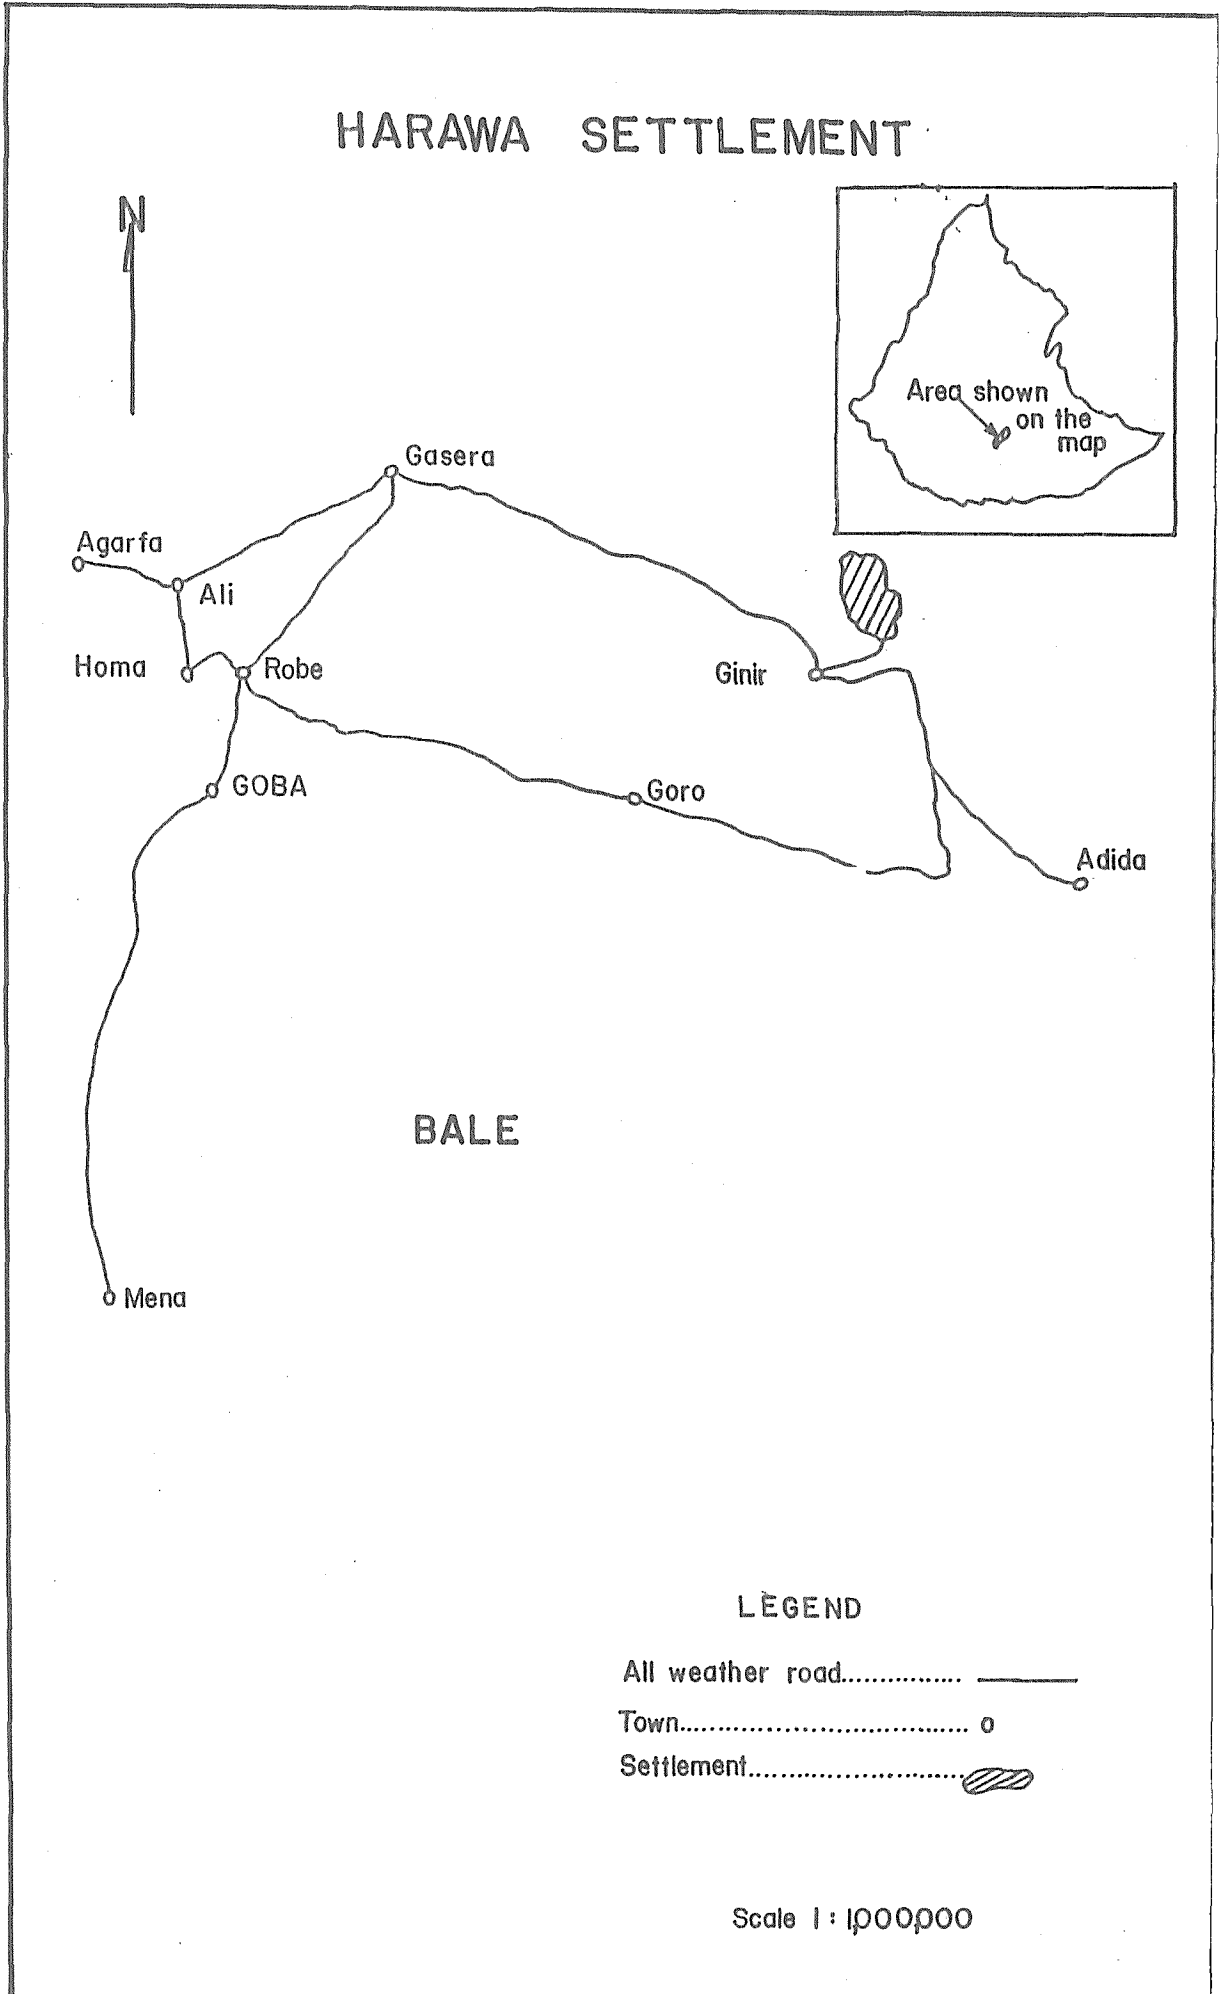 HARAWA SETTLEMENT
N
Area shown
on the
map
Gasera
Agarfa
Ali
Homa
Robe
Ginir
GOBA
Goro
Adida
BALE
Mena
LEGEND
All weather road...............
Town....................................
Settlement...........................
Scale 1:1,000,000